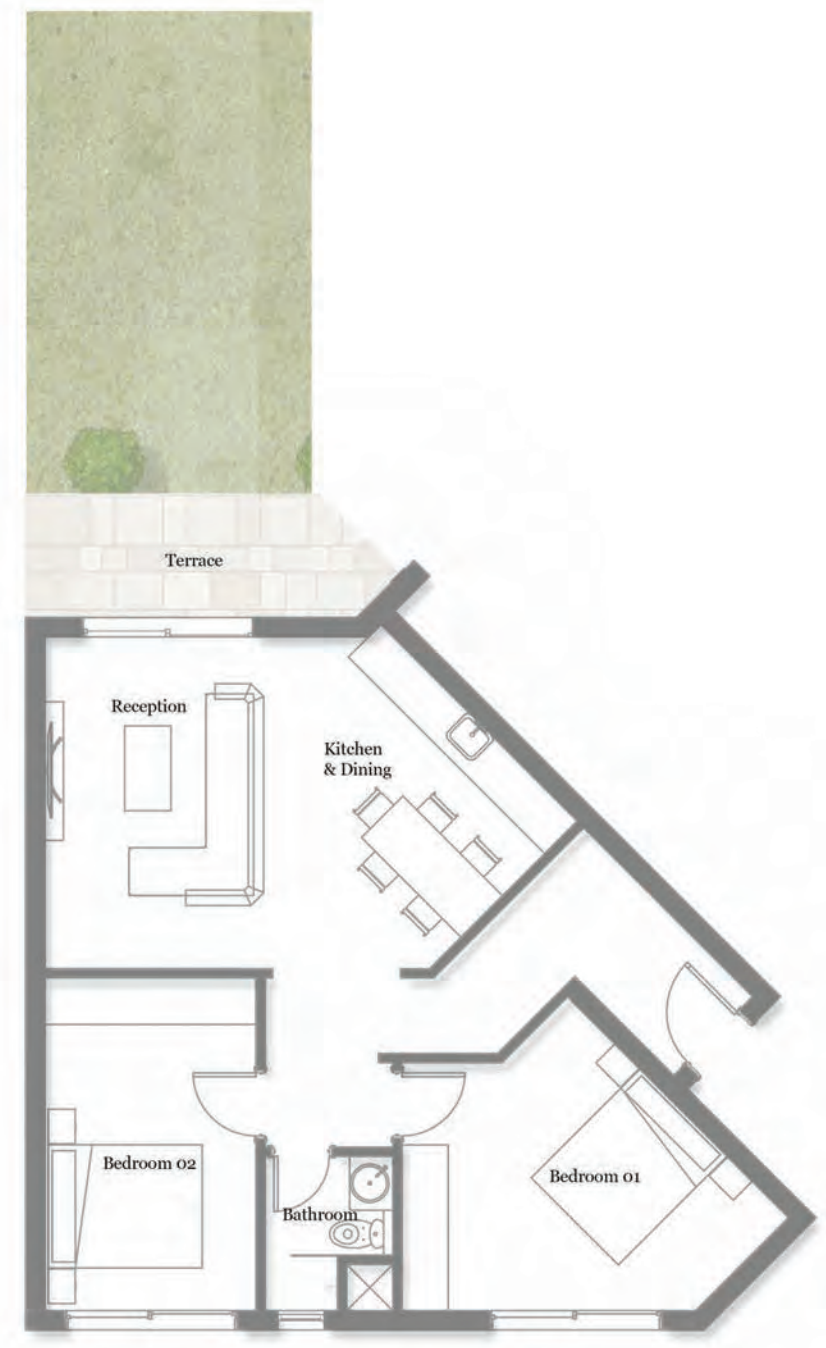 Terrace
Reception
Kitchen
& Dining
Bedroom 02
Bedroom 01
Bathroom